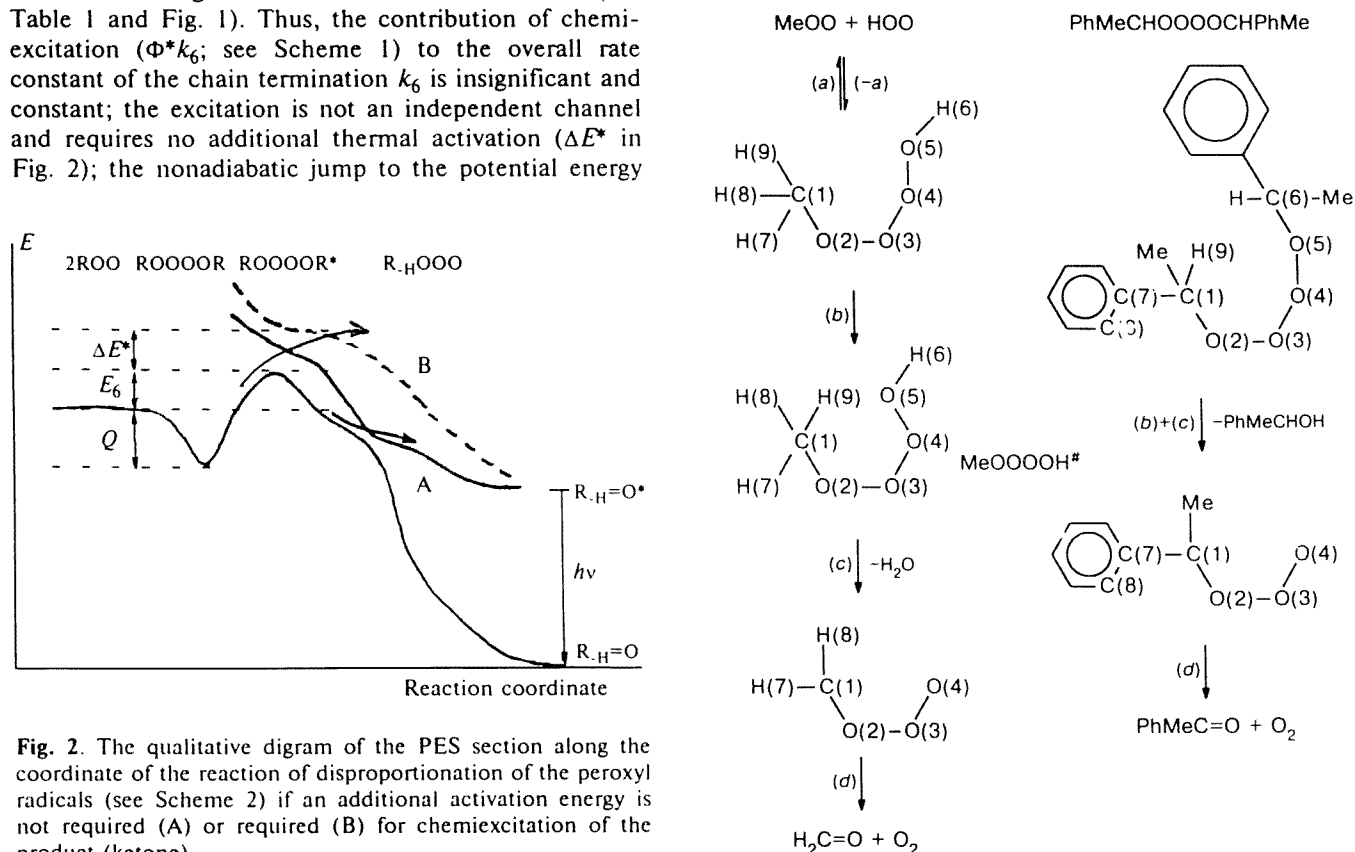 Table 1 and Fig. 1). Thus, the contribution of chemi-
excitation (Φ*k6; see Scheme 1) to the overall rate
constant of the chain termination k6 is insignificant and
constant; the excitation is not an independent channel
and requires no additional thermal activation (ΔE* in
Fig. 2); the nonadiabatic jump to the potential energy
E
2ROO ROOOOR ROOOOR* R-HOOO
ΔE*
B
E6
Q
A
R-H=O*
hν
R-H=O
Reaction coordinate
Fig. 2. The qualitative digram of the PES section along the
coordinate of the reaction of disproportionation of the peroxyl
radicals (see Scheme 2) if an additional activation energy is
not required (A) or required (B) for chemiexcitation of the
product (ketone)
MeOO + HOO
(a) (-a)
H(6)
H(9) O(5)
H(8)—C(1) O(4)
H(7) O(2)—O(3)
(b)
H(6)
H(8) H(9) O(5)
C(1) O(4)
MeOOOOH#
H(7) O(2)—O(3)
(c) -H2O
H(8)
H(7)—C(1) O(4)
O(2)—O(3)
(d)
H2C=O + O2
PhMeCHOOOOCHPhMe
H—C(6)-Me
O(5)
Me H(9)
C(7)—C(1) O(4)
O(2)—O(3)
(b)+(c) -PhMeCHOH
Me
C(7)—C(1) O(4)
C(8) O(2)—O(3)
(d)
PhMeC=O + O2